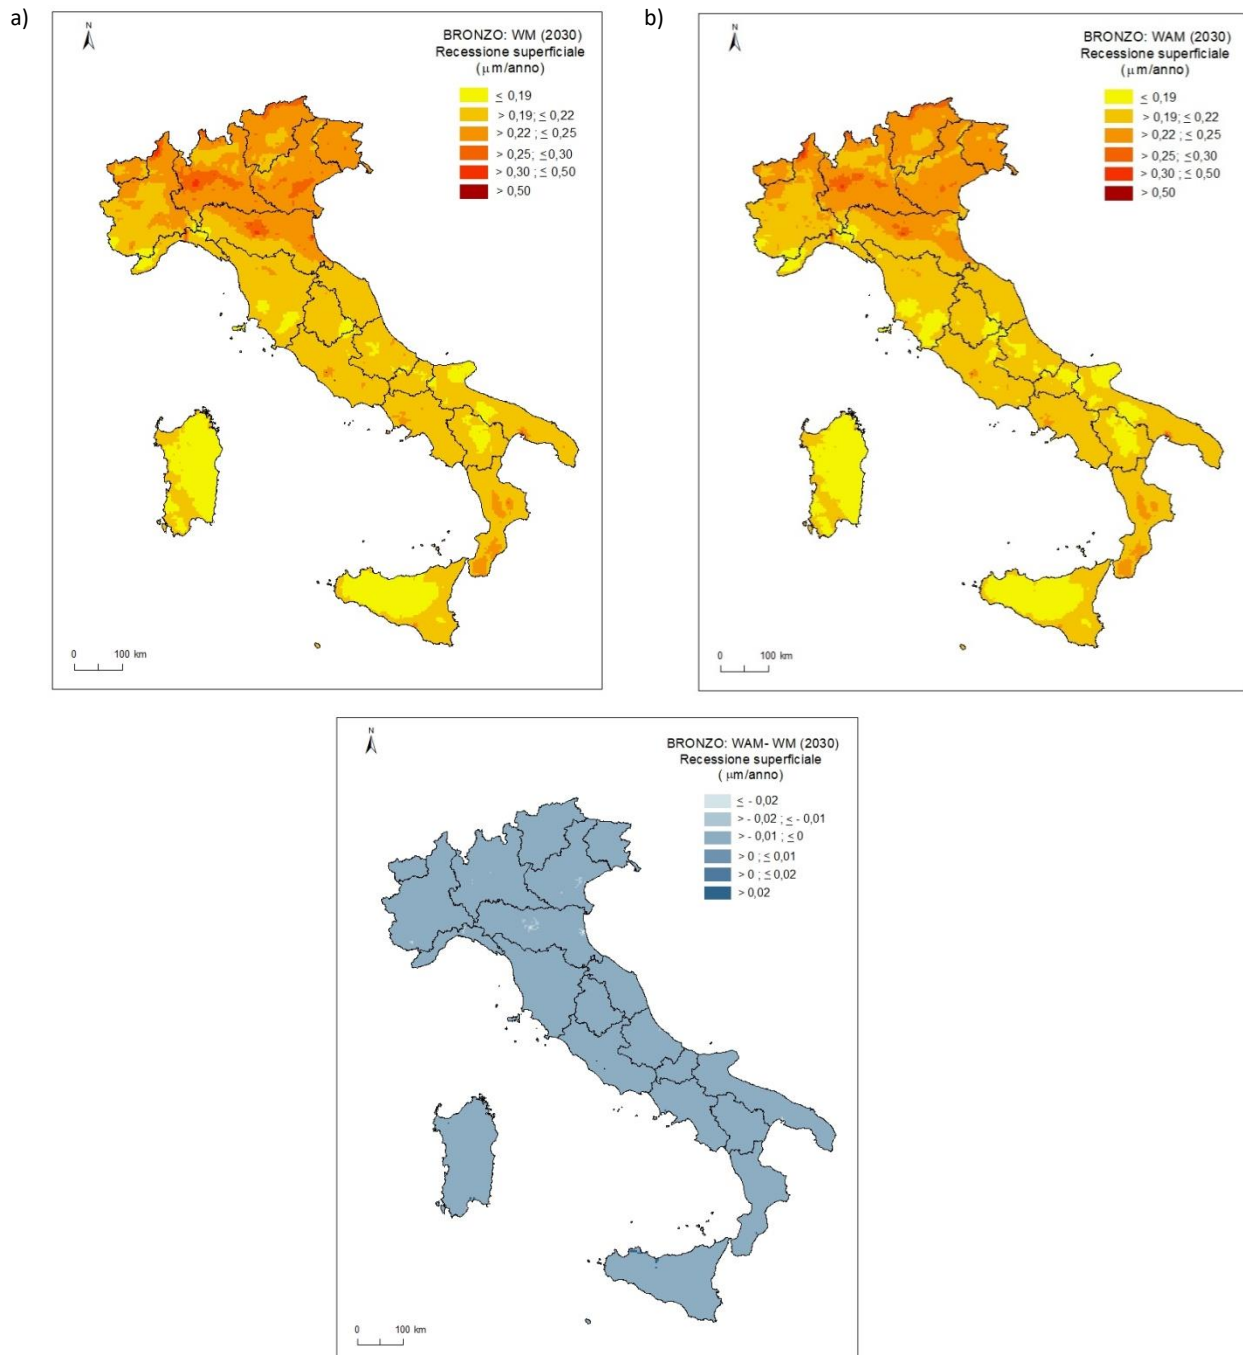 a)
N
BRONZO: WM (2030)
Recessione superficiale
(µm/anno)
≤ 0,19
> 0,19; ≤ 0,22
> 0,22 ; ≤ 0,25
> 0,25; ≤0,30
> 0,30 ; ≤ 0,50
> 0,50
0 100 km
b)
N
BRONZO: WAM (2030)
Recessione superficiale
(µm/anno)
≤ 0,19
> 0,19; ≤ 0,22
> 0,22 ; ≤ 0,25
> 0,25; ≤0,30
> 0,30 ; ≤ 0,50
> 0,50
0 100 km
N
BRONZO: WAM- WM (2030)
Recessione superficiale
( µm/anno)
≤ - 0,02
> - 0,02 ; ≤ - 0,01
> - 0,01 ; ≤0
> 0 ; ≤ 0,01
> 0 ; ≤ 0,02
> 0,02
0 100 km